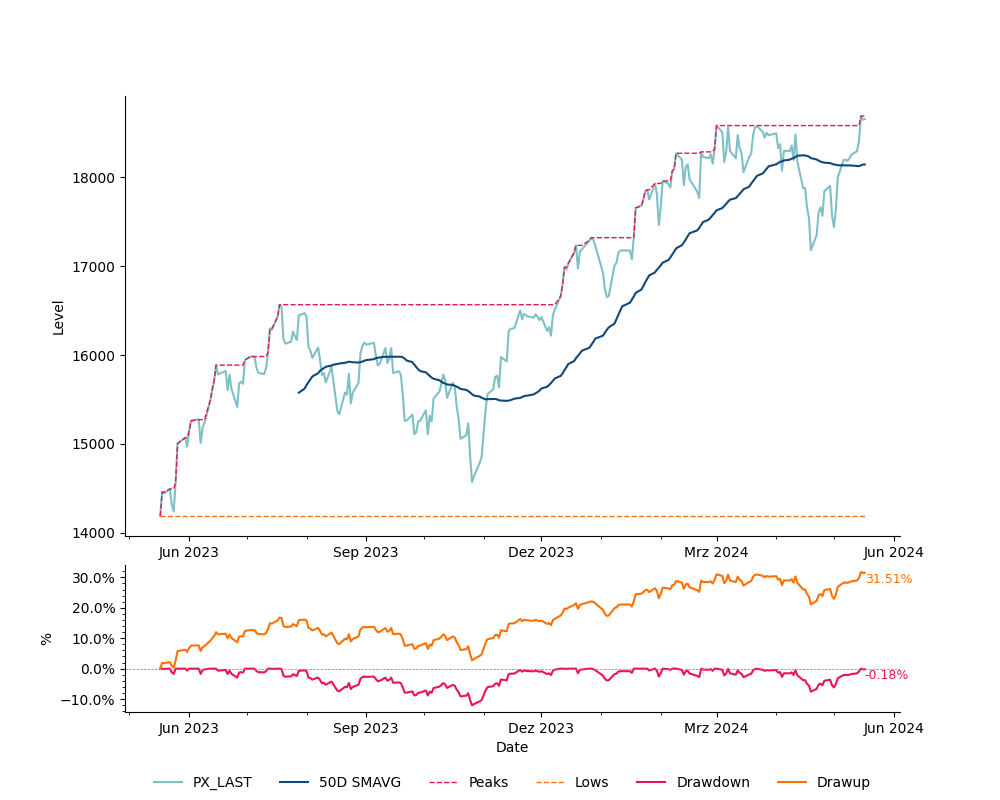 18000
17000
16000
15000
14000
Level
Jun 2023 Sep 2023 Dez 2023 Mrz 2024 Jun 2024
30.0%
20.0%
10.0%
0.0%
−10.0%
%
31.51%
-0.18%
Jun 2023 Sep 2023 Dez 2023 Mrz 2024 Jun 2024
Date
PX_LAST 50D SMAVG Peaks Lows Drawdown Drawup